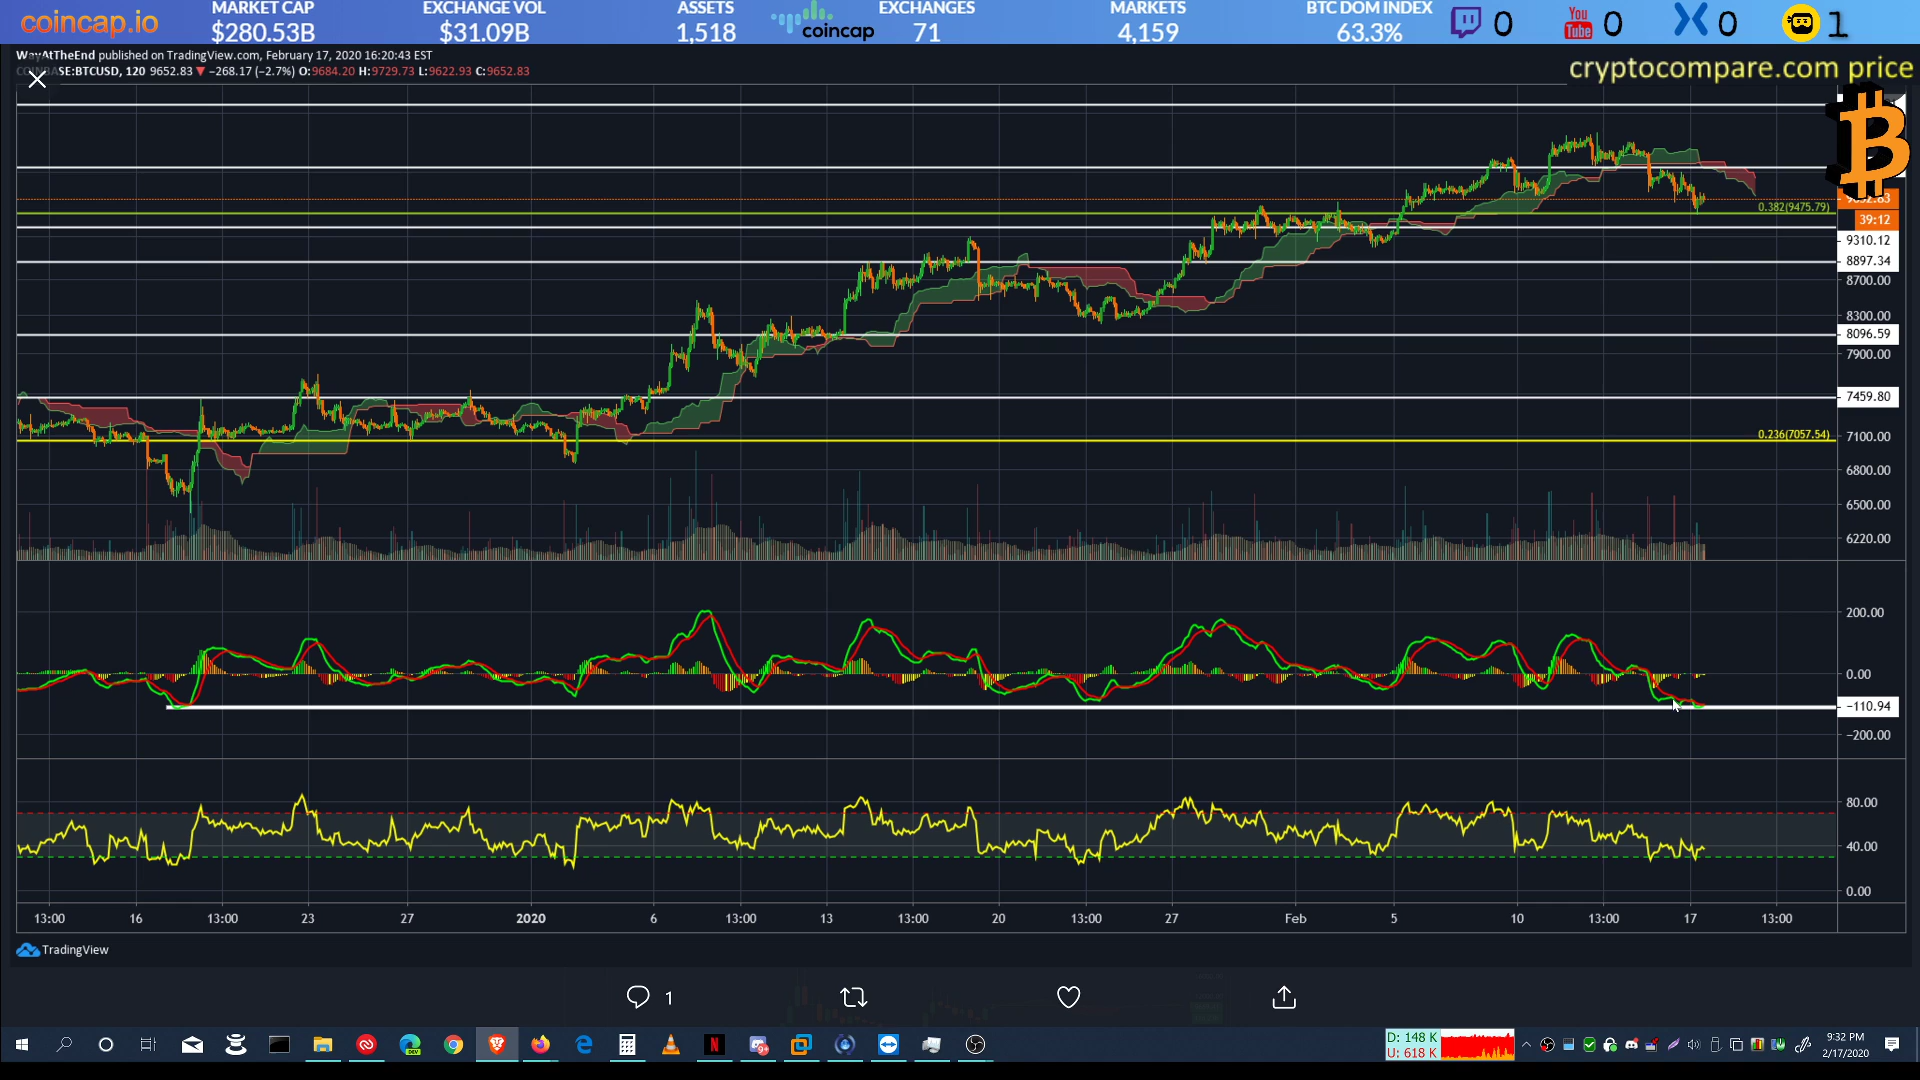 coincap.io
MARKET CAP
$280.53B
EXCHANGE VOL
$31.09B
ASSETS
1,518
coincap
EXCHANGES
71
MARKETS
4,159
BTC DOM INDEX
63.3%
0
You Tube 0
0
1
WayAtTheEnd published on TradingView.com, February 17, 2020 16:20:43 EST
BASE:BTCUSD, 120 9652.83 ▼ −268.17 (−2.7%) O:9684.20 H:9729.73 L:9622.93 C:9652.83
cryptocompare.com price
0.382(9475.79)
39:12
9310.12
8897.34
8700.00
8300.00
8096.59
7900.00
7459.80
0.236(7057.54)
7100.00
6800.00
6500.00
6220.00
200.00
0.00
−110.94
−200.00
80.00
40.00
0.00
13:00 16 13:00 23 27 2020 6 13:00 13 13:00 20 13:00 27 Feb 5 10 13:00 17 13:00
TradingView
1
D: 148 K
U: 618 K
9:32 PM
2/17/2020